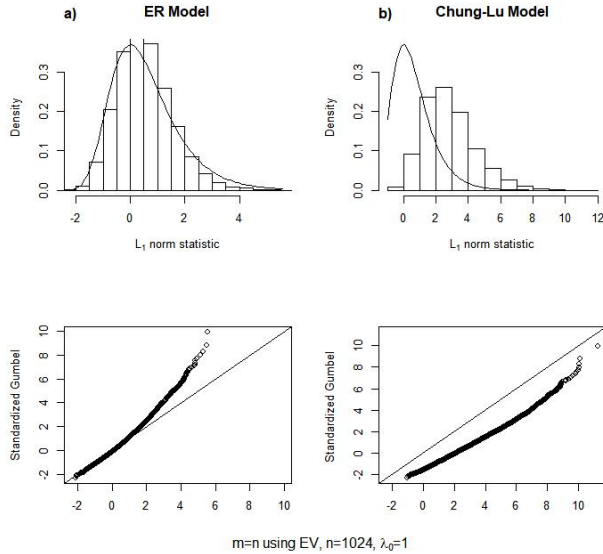 a) ER Model
b) Chung-Lu Model
Density
0.0 0.1 0.2 0.3
-2 0 2 4
L1 norm statistic
Density
0.0 0.1 0.2 0.3
0 2 4 6 8 10 12
L1 norm statistic
Standardized Gumbel
-2 0 2 4 6 8 10
-2 0 2 4 6 8 10
Standardized Gumbel
-2 0 2 4 6 8 10
-2 0 2 4 6 8 10
m=n using EV, n=1024, λ0=1